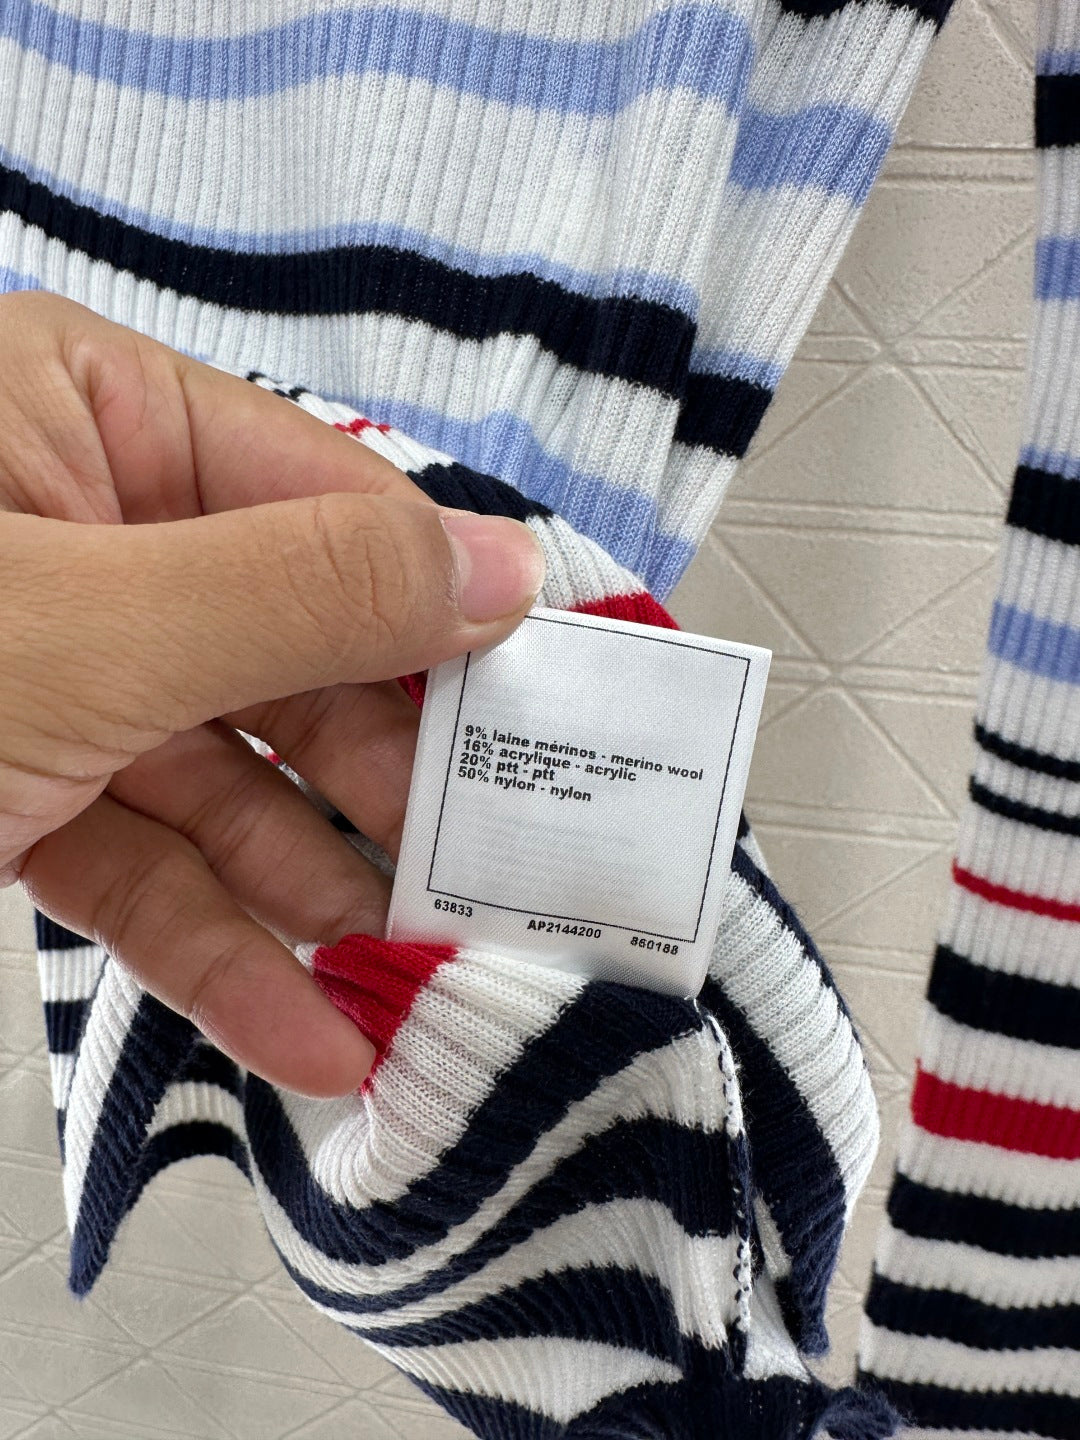 9% laine mérinos - merino wool
16% acrylique - acrylic
20% ptt - ptt
50% nylon - nylon
63833 AP2144200 860188